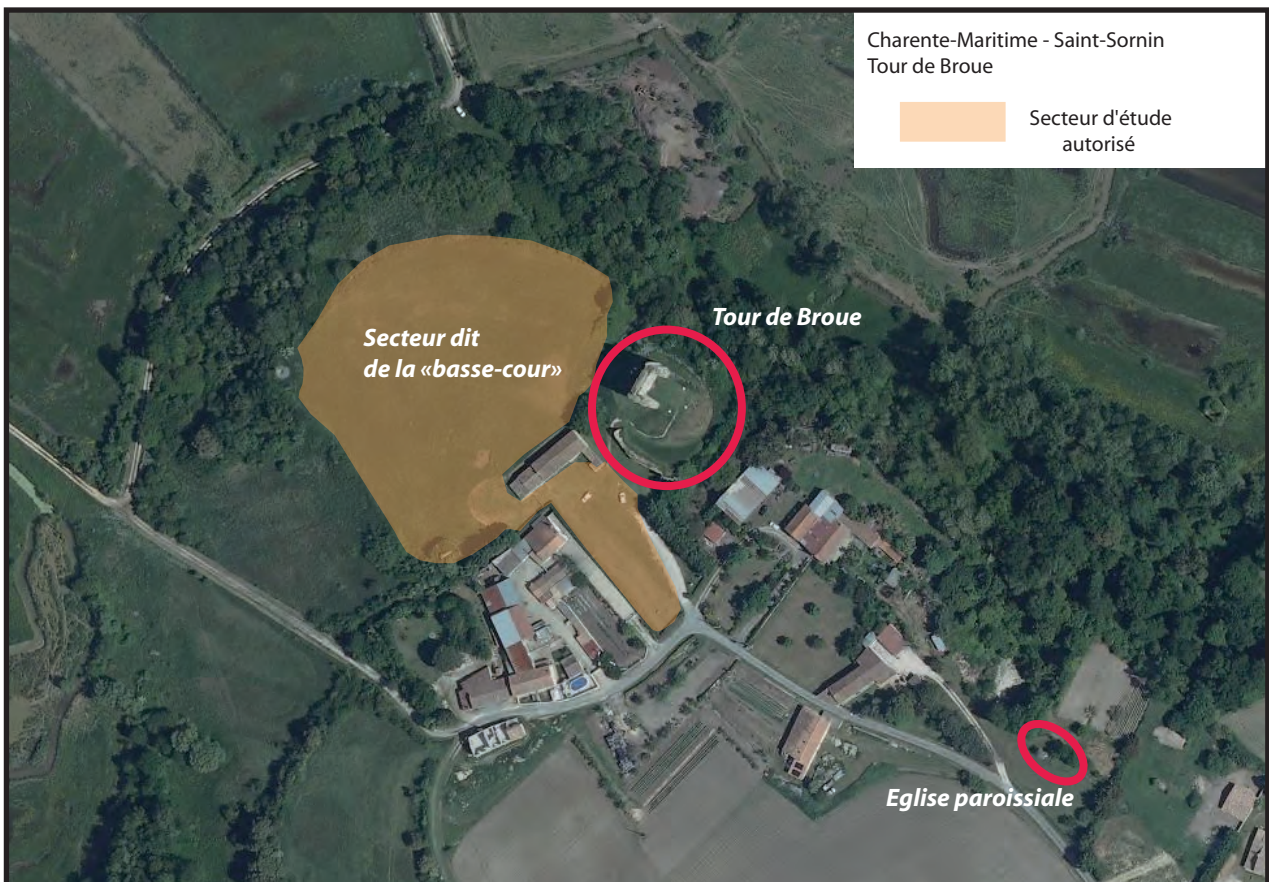 Charente-Maritime - Saint-Sornin
Tour de Broue
Secteur d'étude
autorisé
Tour de Broue
Secteur dit
de la «basse-cour»
Eglise paroissiale